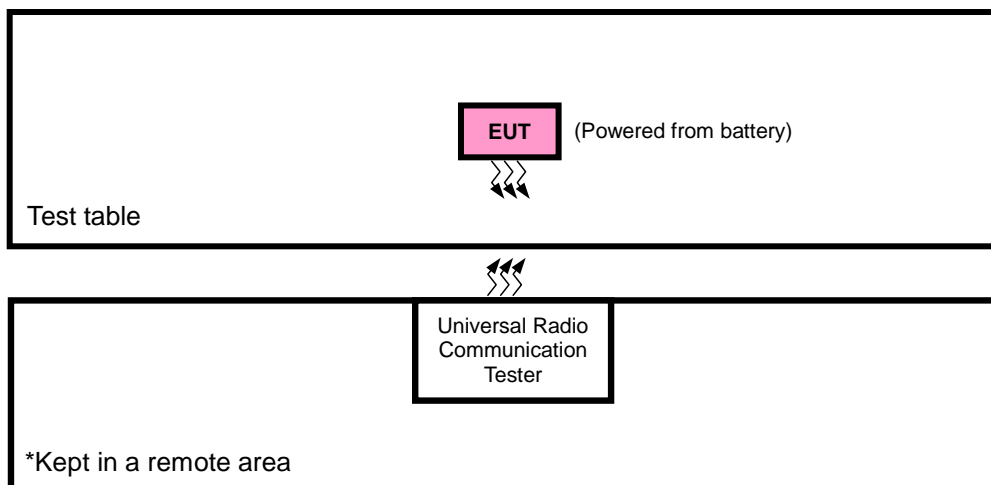 EUT
(Powered from battery)
Test table
Universal Radio
Communication
Tester
*Kept in a remote area